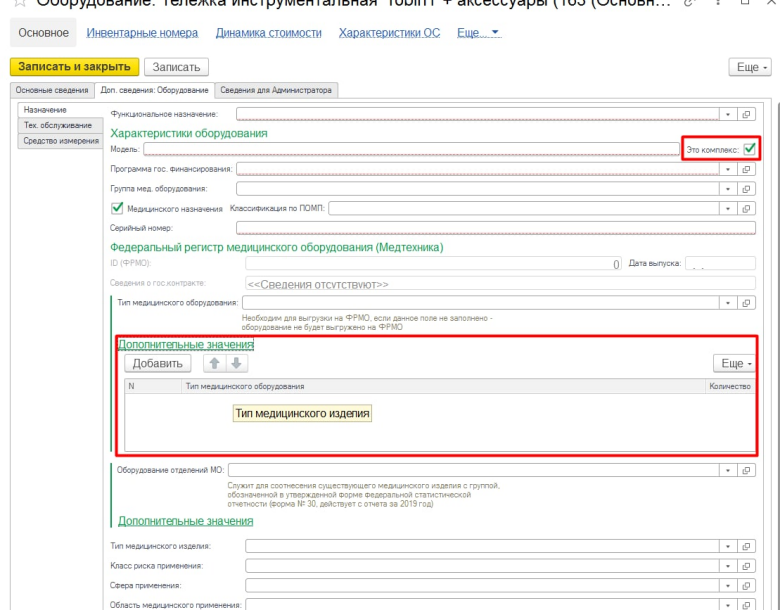 Оборудование: Тележка инструментальная "Tobin1" + аксессуары (163 (Основн...
Основное Инвентарные номера Динамика стоимости Характеристики ОС Еще...
Записать и закрыть Записать Еще
Основные сведения Доп. сведения: Оборудование Сведения для Администратора
Назначение
Тех. обслуживание
Средство измерения
Функциональное назначение:
Характеристики оборудования
Модель: Это комплекс:
Программа гос. финансирования:
Группа мед. оборудования:
Медицинского назначения Классификация по ПОМП:
Серийный номер:
Федеральный регистр медицинского оборудования (Медтехника)
ID (ФРМО): () Дата выпуска: . .
Сведения о гос.контракте: <<Сведения отсутствуют>>
Тип медицинского оборудования:
Необходим для выгрузки на ФРМО, если данное поле не заполнено -
оборудование не будет выгружено на ФРМО
Дополнительные значения
Добавить Еще
N Тип медицинского оборудования Количество
Тип медицинского изделия
Оборудование отделений МО:
Служит для соотнесения существующего медицинского изделия с группой,
обозначенной в утвержденной форме федеральной статистической
отчетности (форма № 30, действует с отчета за 2019 год)
Дополнительные значения
Тип медицинского изделия:
Класс риска применения:
Сфера применения:
Область медицинского применения: